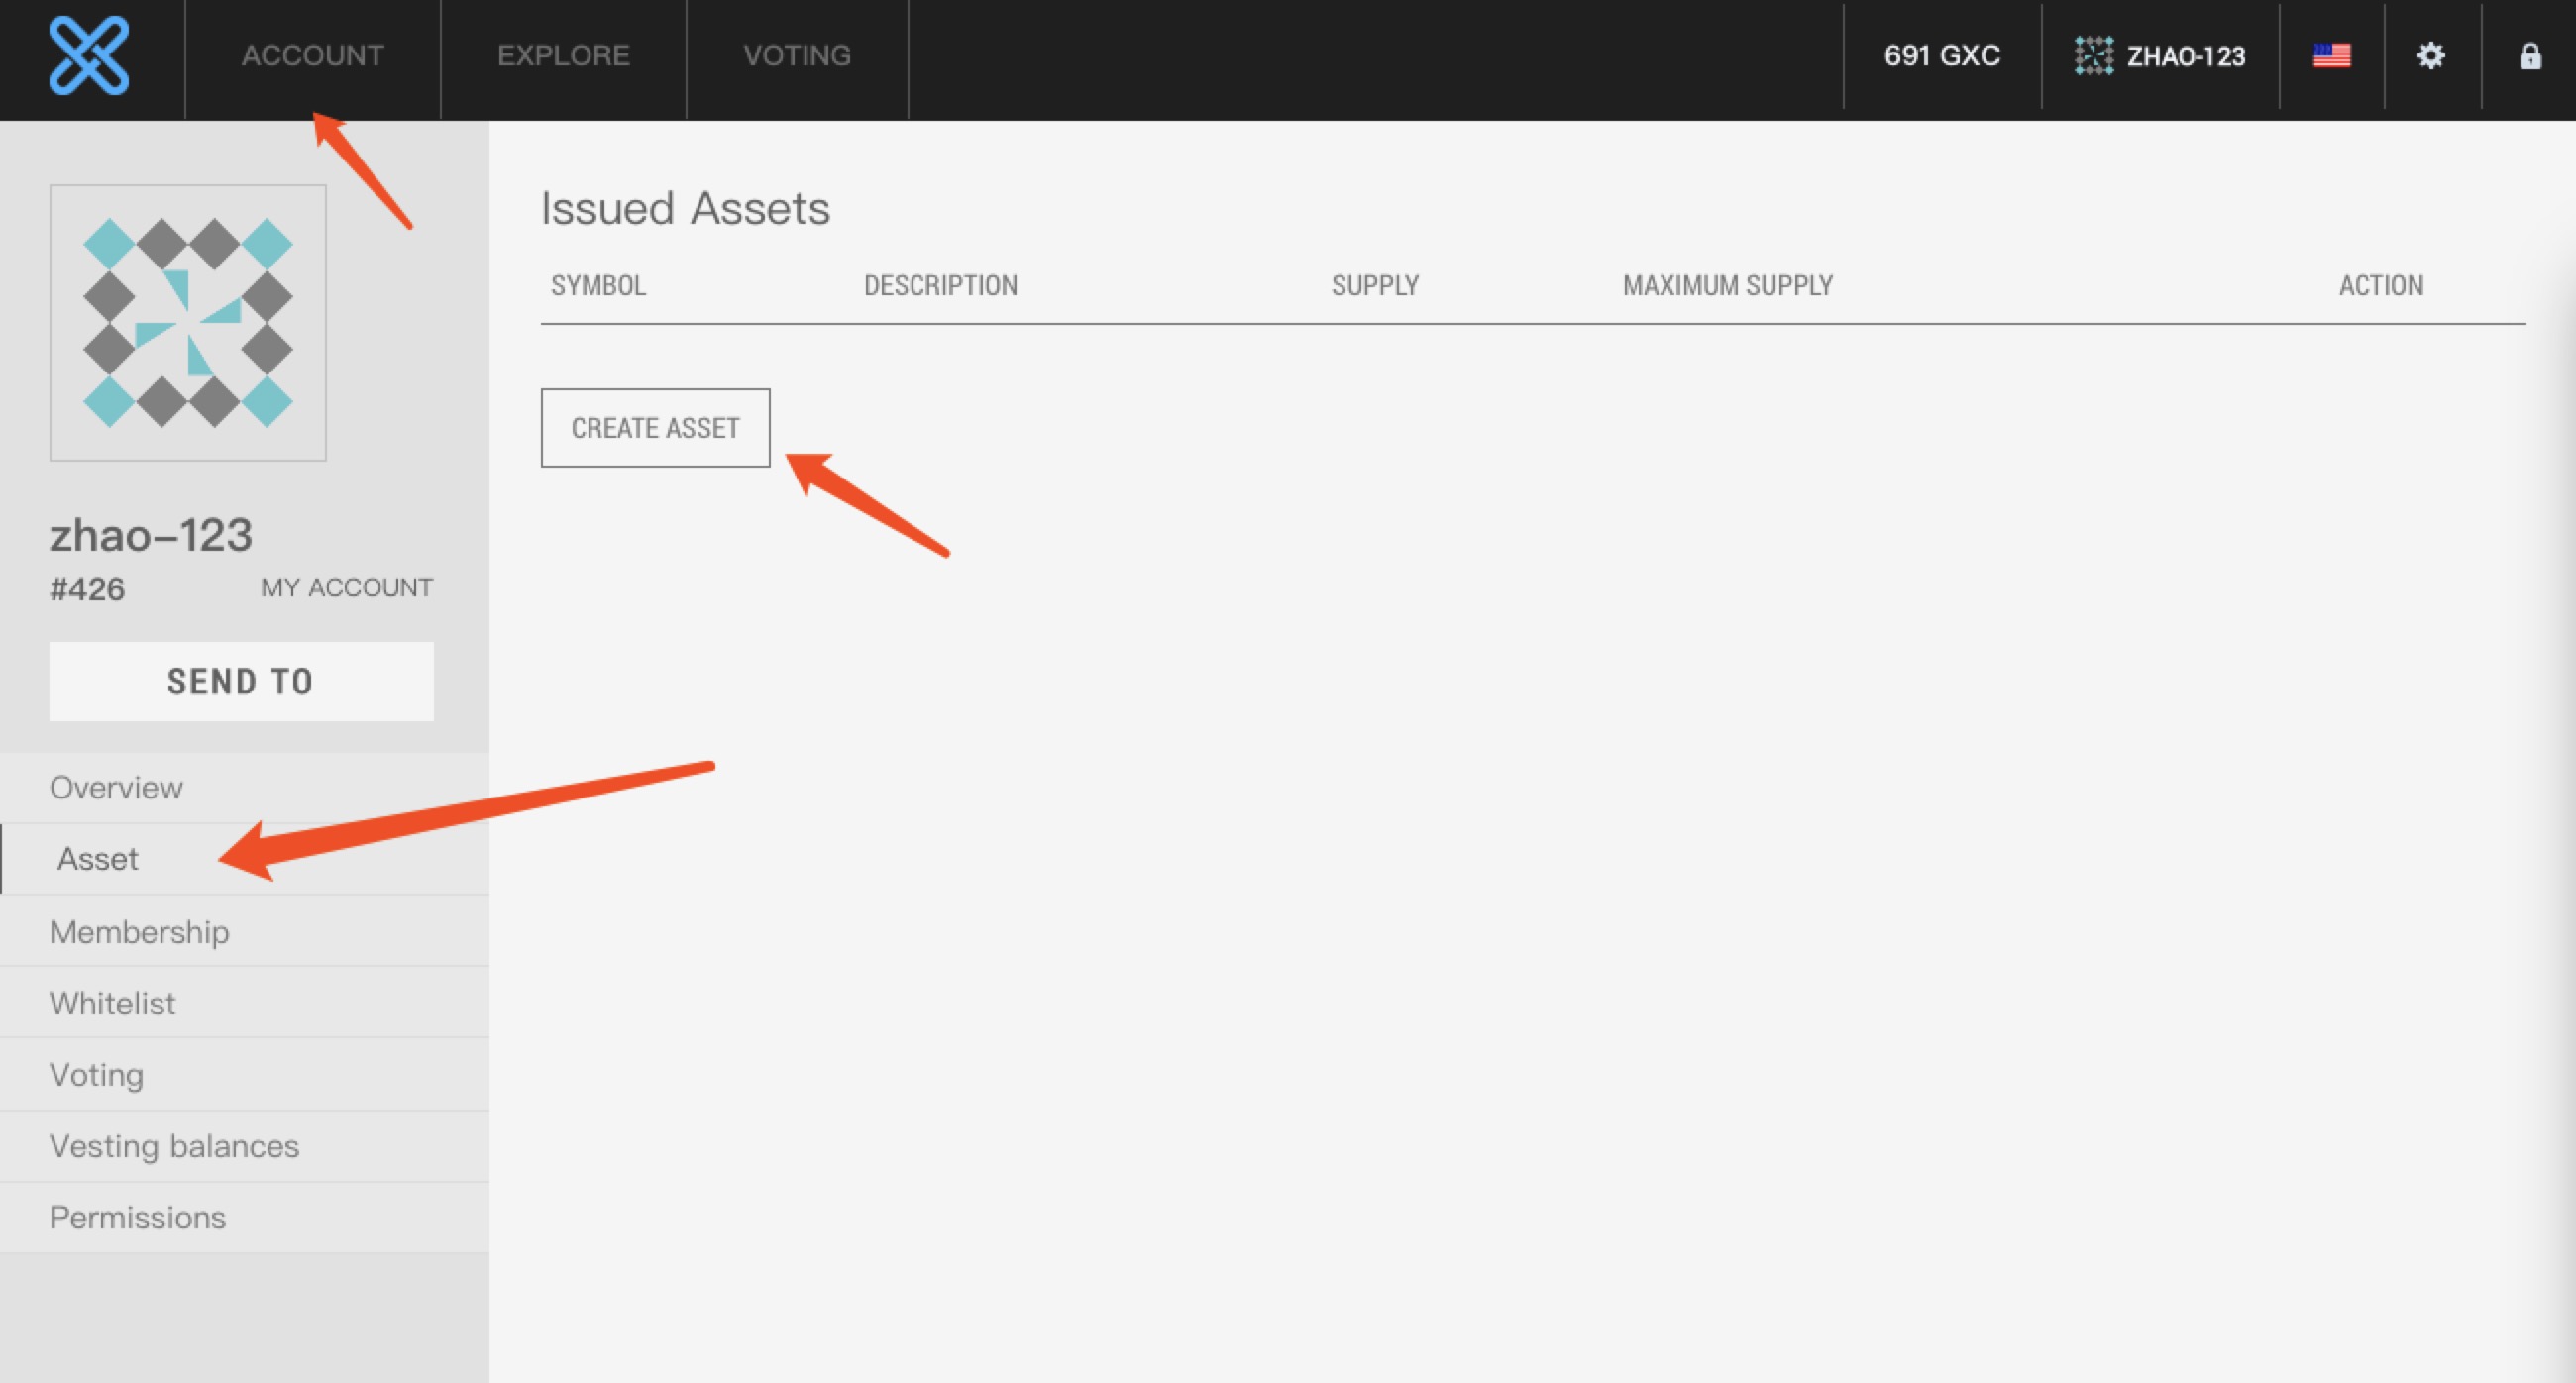 ACCOUNT EXPLORE VOTING 691 GXC ZHAO-123
Issued Assets
SYMBOL DESCRIPTION SUPPLY MAXIMUM SUPPLY ACTION
CREATE ASSET
zhao-123
#426 MY ACCOUNT
SEND TO
Overview
Asset
Membership
Whitelist
Voting
Vesting balances
Permissions